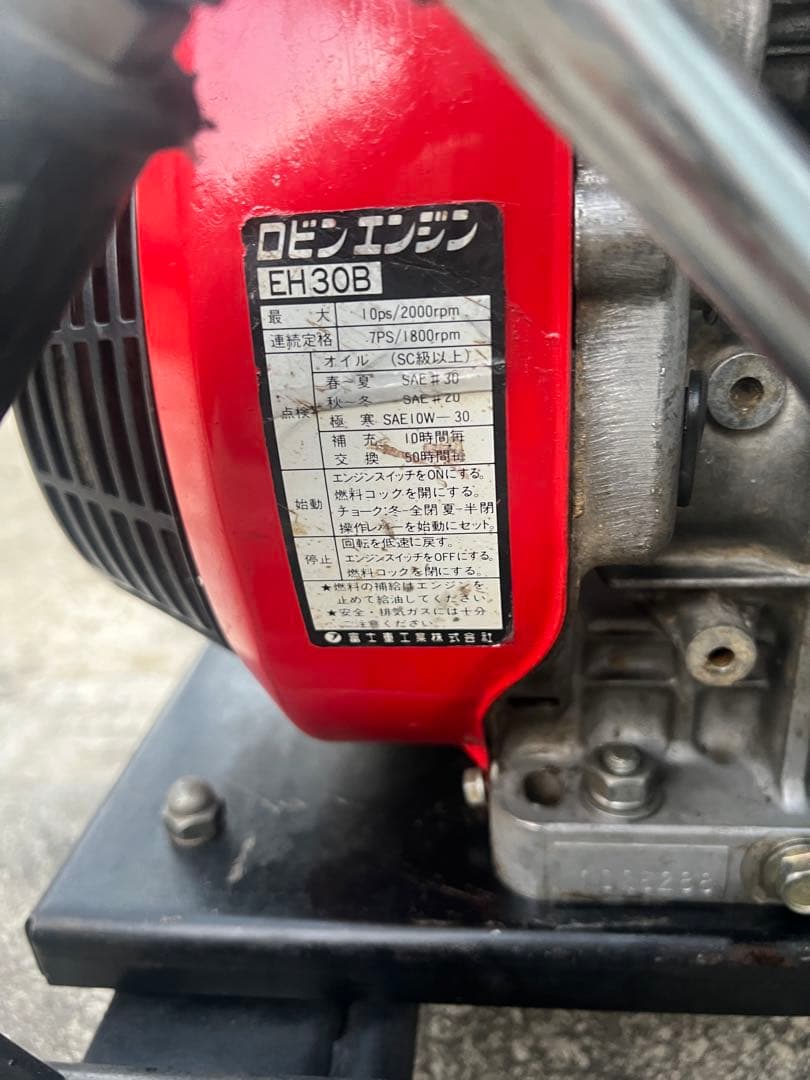 ロビンエンジン
EH30B
最 大 10ps/2000rpm
連続定格 7PS/1800rpm
点検
オイル (SC級以上)
春~夏 SAE#30
秋~冬 SAE#20
極 寒 SAE10W-30
補 充 10時間毎
交 換 50時間毎
始動
エンジンスイッチをONにする。
燃料コックを開にする。
チョーク:冬-全閉 夏-半閉
操作レバーを始動にセット。
停止
回転を低速に戻す。
エンジンスイッチをOFFにする。
燃料コックを閉にする。
★燃料の補給はエンジンを
止めて給油してください
★安全・排気ガスには十分
ご注意ください
富士重工業株式会社